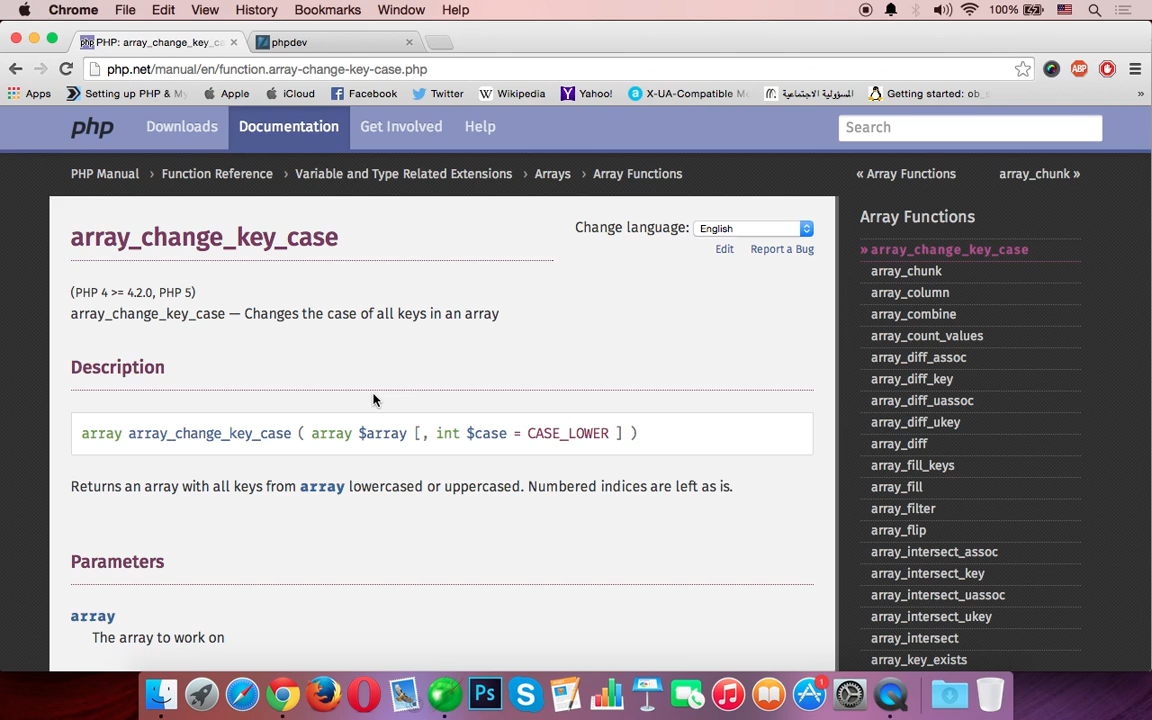 Chrome File Edit View History Bookmarks Window Help 100%
PHP: array_change_key_ca phpdev
php.net/manual/en/function.array-change-key-case.php
Apps Setting up PHP & My Apple iCloud Facebook Twitter Wikipedia Yahoo! X-UA-Compatible M المسؤولية الاجتماعية Getting started: ob_ »
php Downloads Documentation Get Involved Help Search
PHP Manual › Function Reference › Variable and Type Related Extensions › Arrays › Array Functions « Array Functions array_chunk »
array_change_key_case
Change language: English
Edit Report a Bug
(PHP 4 >= 4.2.0, PHP 5)
array_change_key_case — Changes the case of all keys in an array
Description
array array_change_key_case ( array $array [, int $case = CASE_LOWER ] )
Returns an array with all keys from array lowercased or uppercased. Numbered indices are left as is.
Parameters
array
The array to work on
Array Functions
» array_change_key_case
array_chunk
array_column
array_combine
array_count_values
array_diff_assoc
array_diff_key
array_diff_uassoc
array_diff_ukey
array_diff
array_fill_keys
array_fill
array_filter
array_flip
array_intersect_assoc
array_intersect_key
array_intersect_uassoc
array_intersect_ukey
array_intersect
array_key_exists
Ps
1